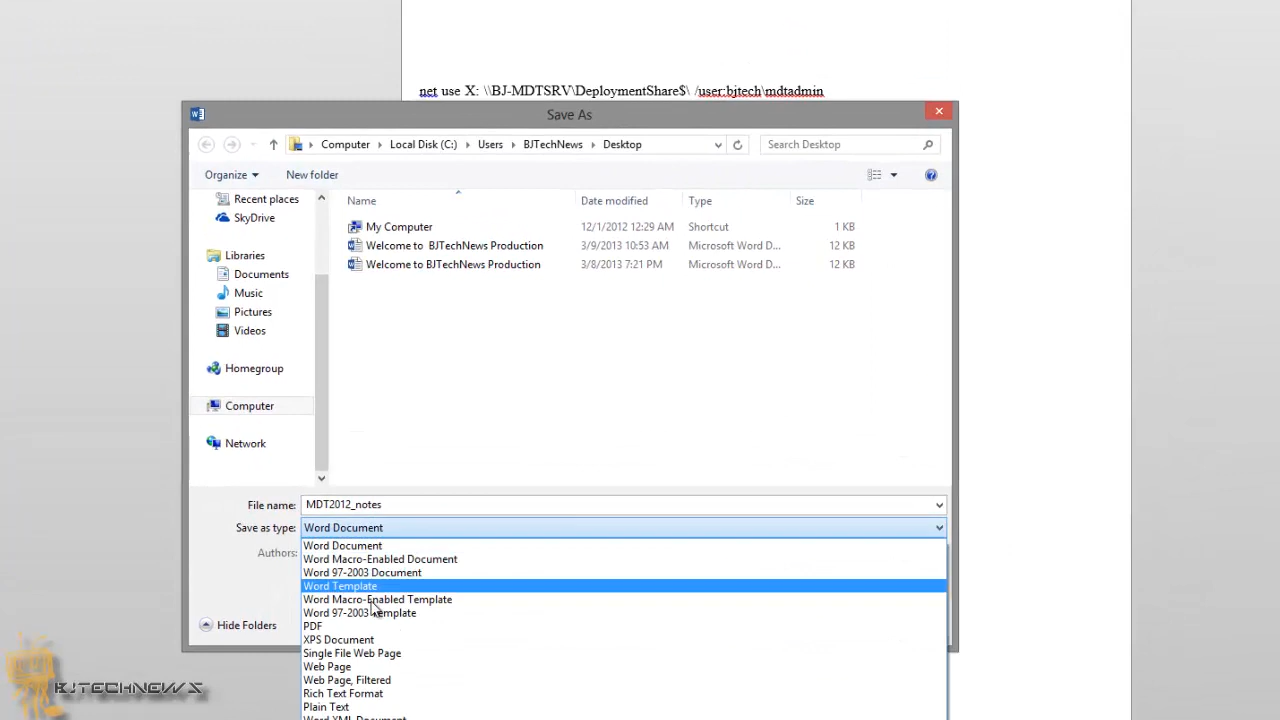 net use X: \\BJ-MDTSRV\DeploymentShare$\ /user:bjtech\mdtadmin
Save As
Computer Local Disk (C:) Users BJTechNews Desktop
Search Desktop
Organize New folder
Recent places
SkyDrive
Libraries
Documents
Music
Pictures
Videos
Homegroup
Computer
Network
Name Date modified Type Size
My Computer 12/1/2012 12:29 AM Shortcut 1 KB
Welcome to BJTechNews Production 3/9/2013 10:53 AM Microsoft Word D... 12 KB
Welcome to BJTechNews Production 3/8/2013 7:21 PM Microsoft Word D... 12 KB
File name: MDT2012_notes
Save as type: Word Document
Authors:
Word Document
Word Macro-Enabled Document
Word 97-2003 Document
Word Template
Word Macro-Enabled Template
Word 97-2003 Template
PDF
XPS Document
Single File Web Page
Web Page
Web Page, Filtered
Rich Text Format
Plain Text
Word XML Document
Hide Folders
BJTECHNEWS